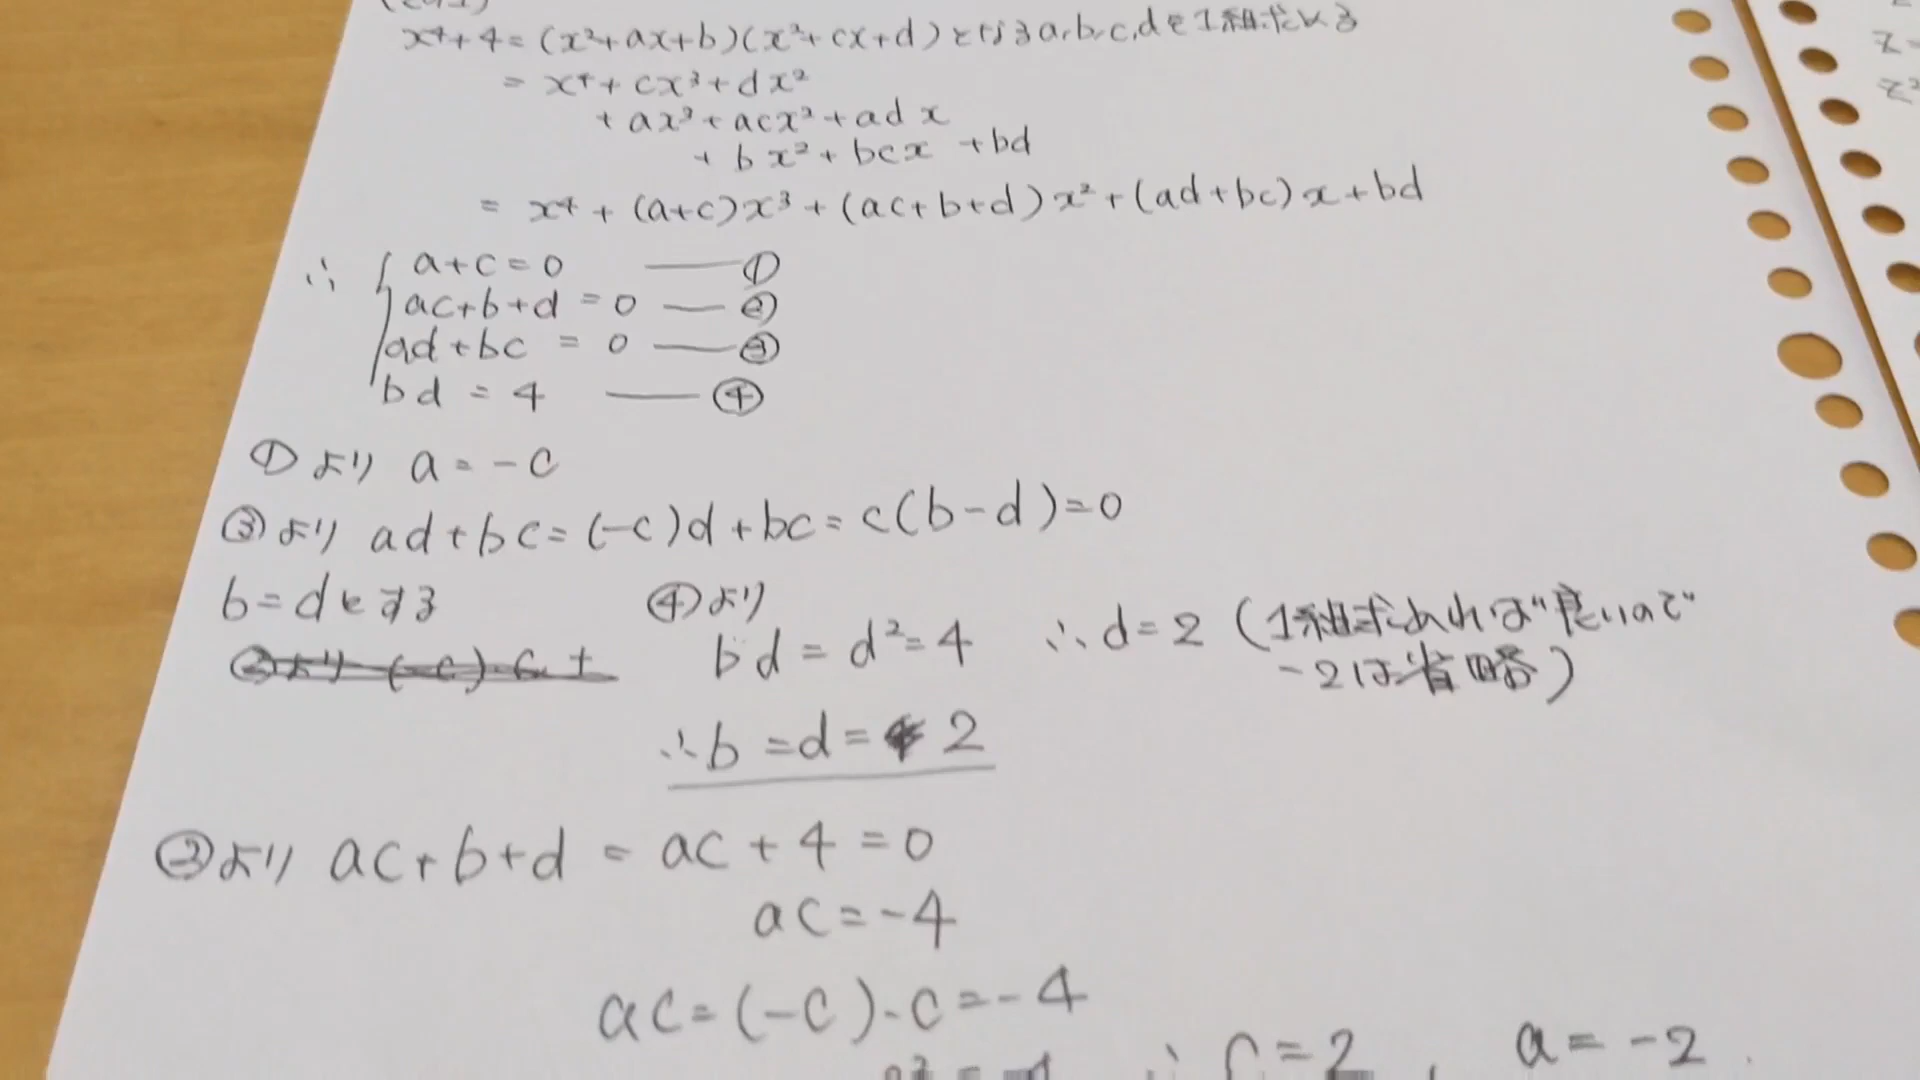 x⁴+4=(x²+ax+b)(x²+cx+d)となるa,b,c,dを1組求める
= x⁴+cx³+dx²
+ax³+acx²+adx
+bx²+bcx+bd
= x⁴+(a+c)x³+(ac+b+d)x²+(ad+bc)x+bd
∴ { a+c=0 ——①
ac+b+d=0 ——②
ad+bc=0 ——③
bd=4 ——④
①より a=-c
③より ad+bc=(-c)d+bc=c(b-d)=0
b=dとする ④より
bd=d²=4 ∴d=2 (1組求めれば良いので
-2は省略)
∴b=d=2
②より ac+b+d=ac+4=0
ac=-4
ac=(-c)·c=-4
∴ c=2, a=-2.
Z
Z²